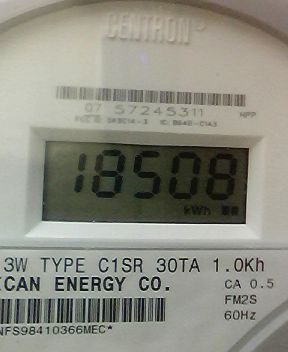 CENTRON®
07 57245311 HPP
18508
kWh
3W TYPE C1SR 30TA 1.0Kh
ICAN ENERGY CO. CA 0.5
FM2S
NFS98410366MEC* 60Hz